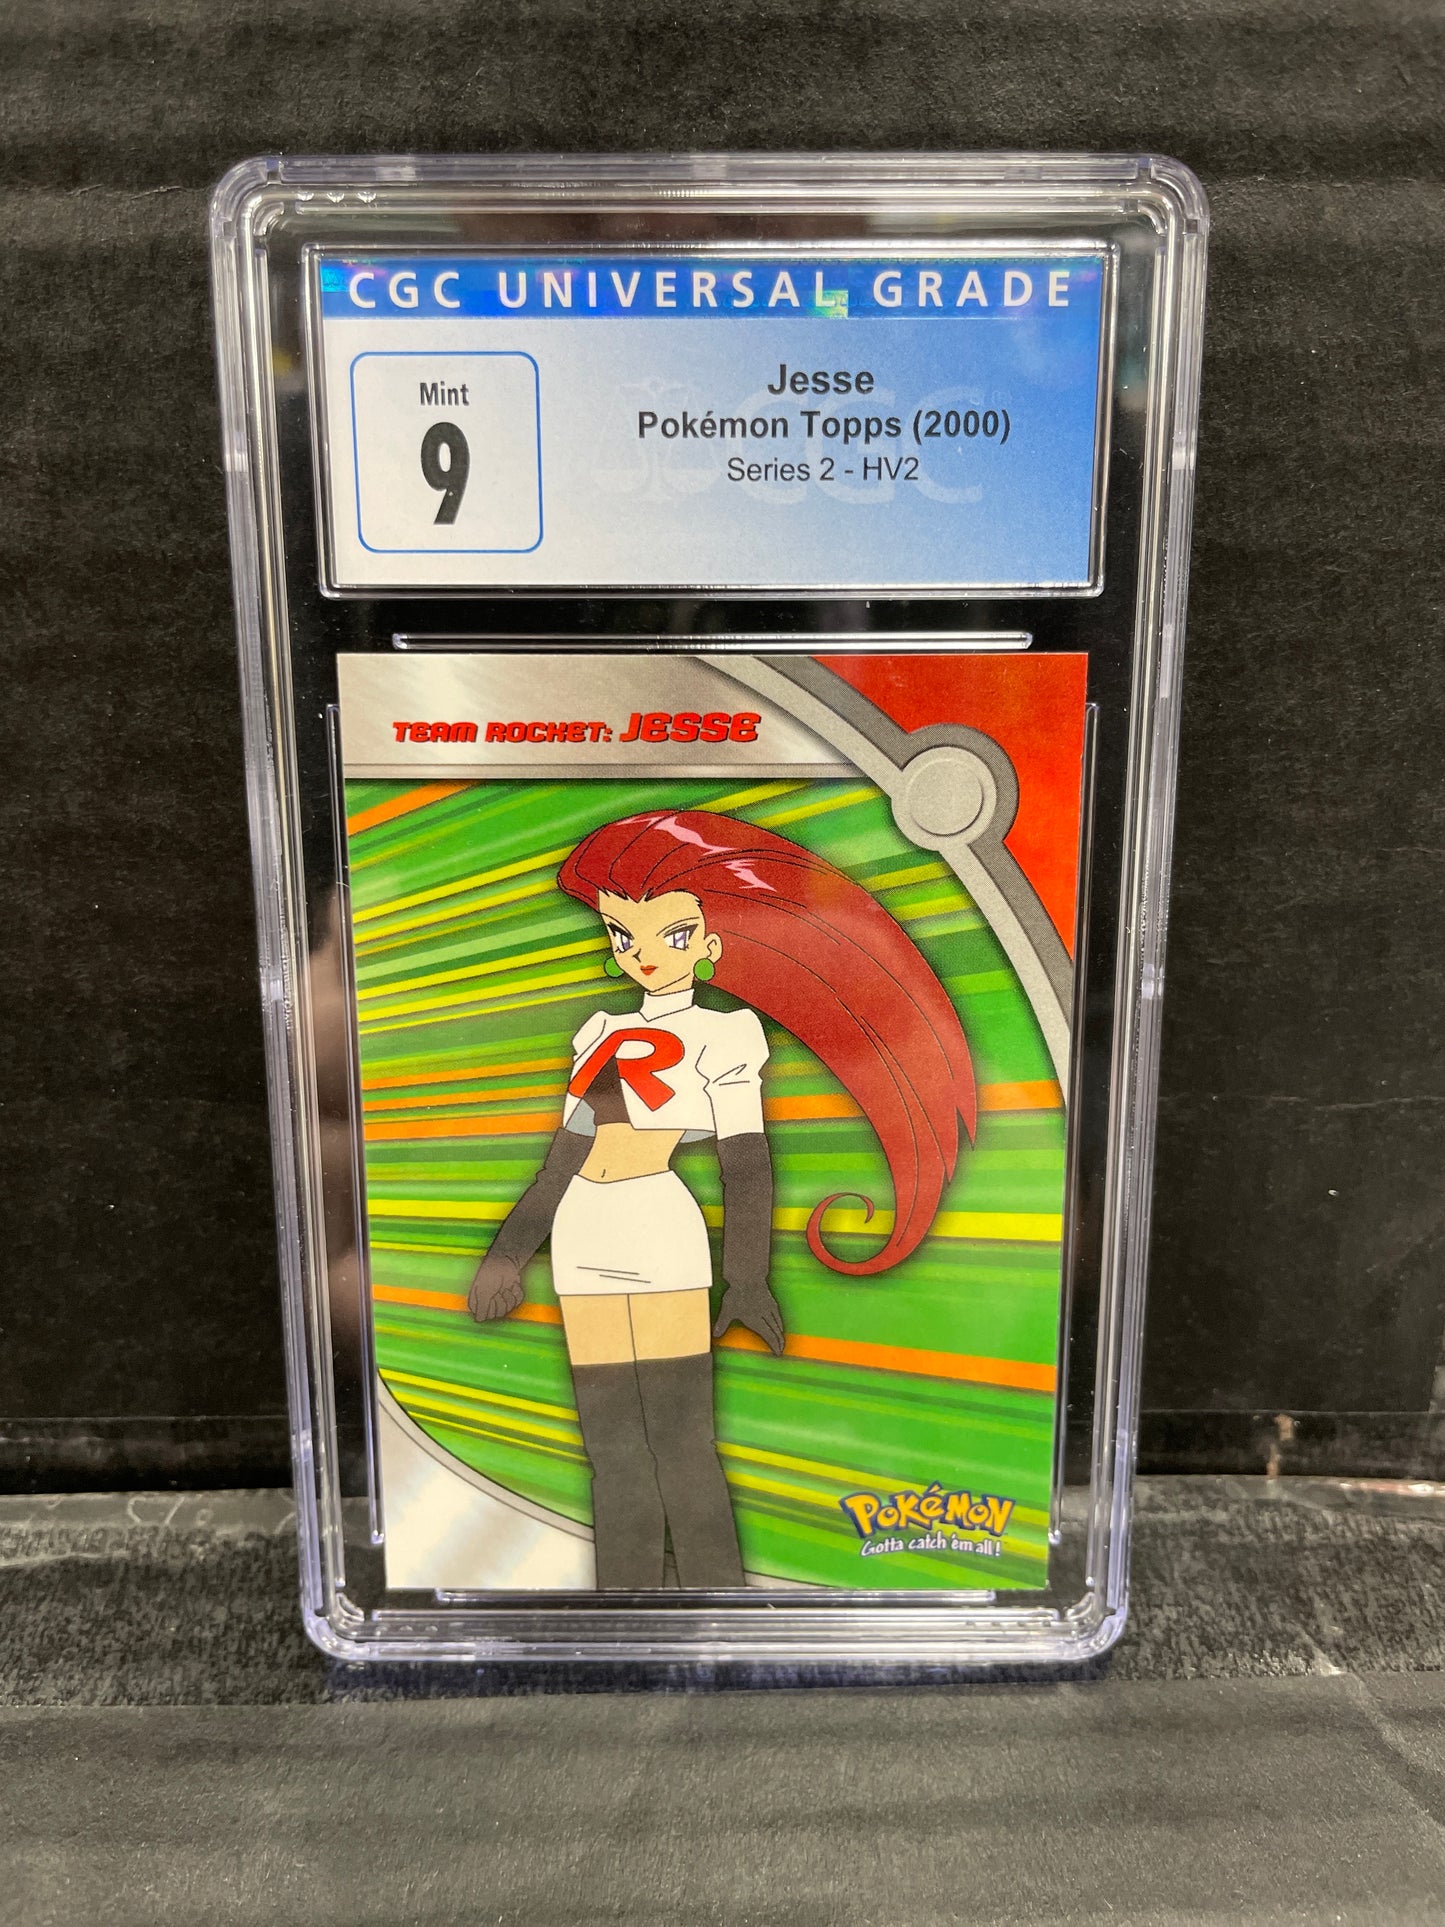 CGC UNIVERSAL GRADE
Mint
9
Jesse
Pokémon Topps (2000)
Series 2 - HV2
CGC
TEAM ROCKET: JESSE
R
POKéMON
Gotta catch 'em all!